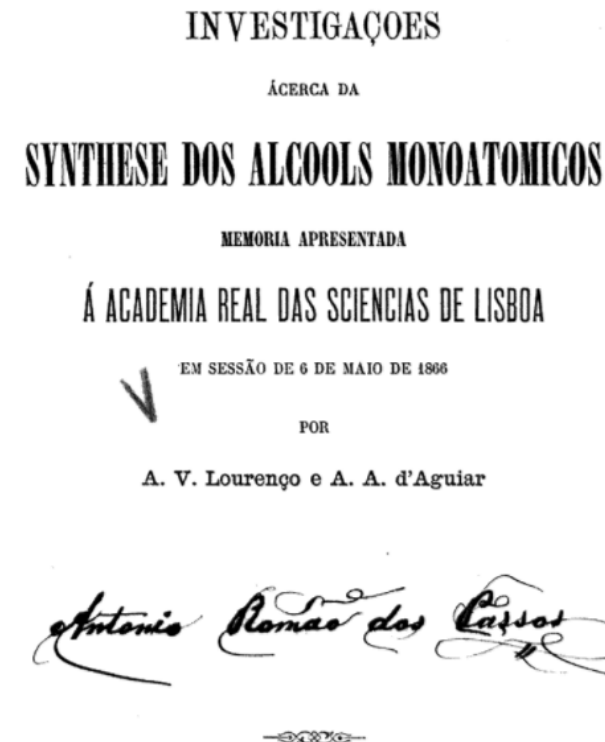 INVESTIGAÇOES
ÁCERCA DA
SYNTHESE DOS ALCOOLS MONOATOMICOS
MEMORIA APRESENTADA
Á ACADEMIA REAL DAS SCIENCIAS DE LISBOA
EM SESSÃO DE 6 DE MAIO DE 1866
POR
A. V. Lourenço e A. A. d'Aguiar
Antonio Romão dos Passos